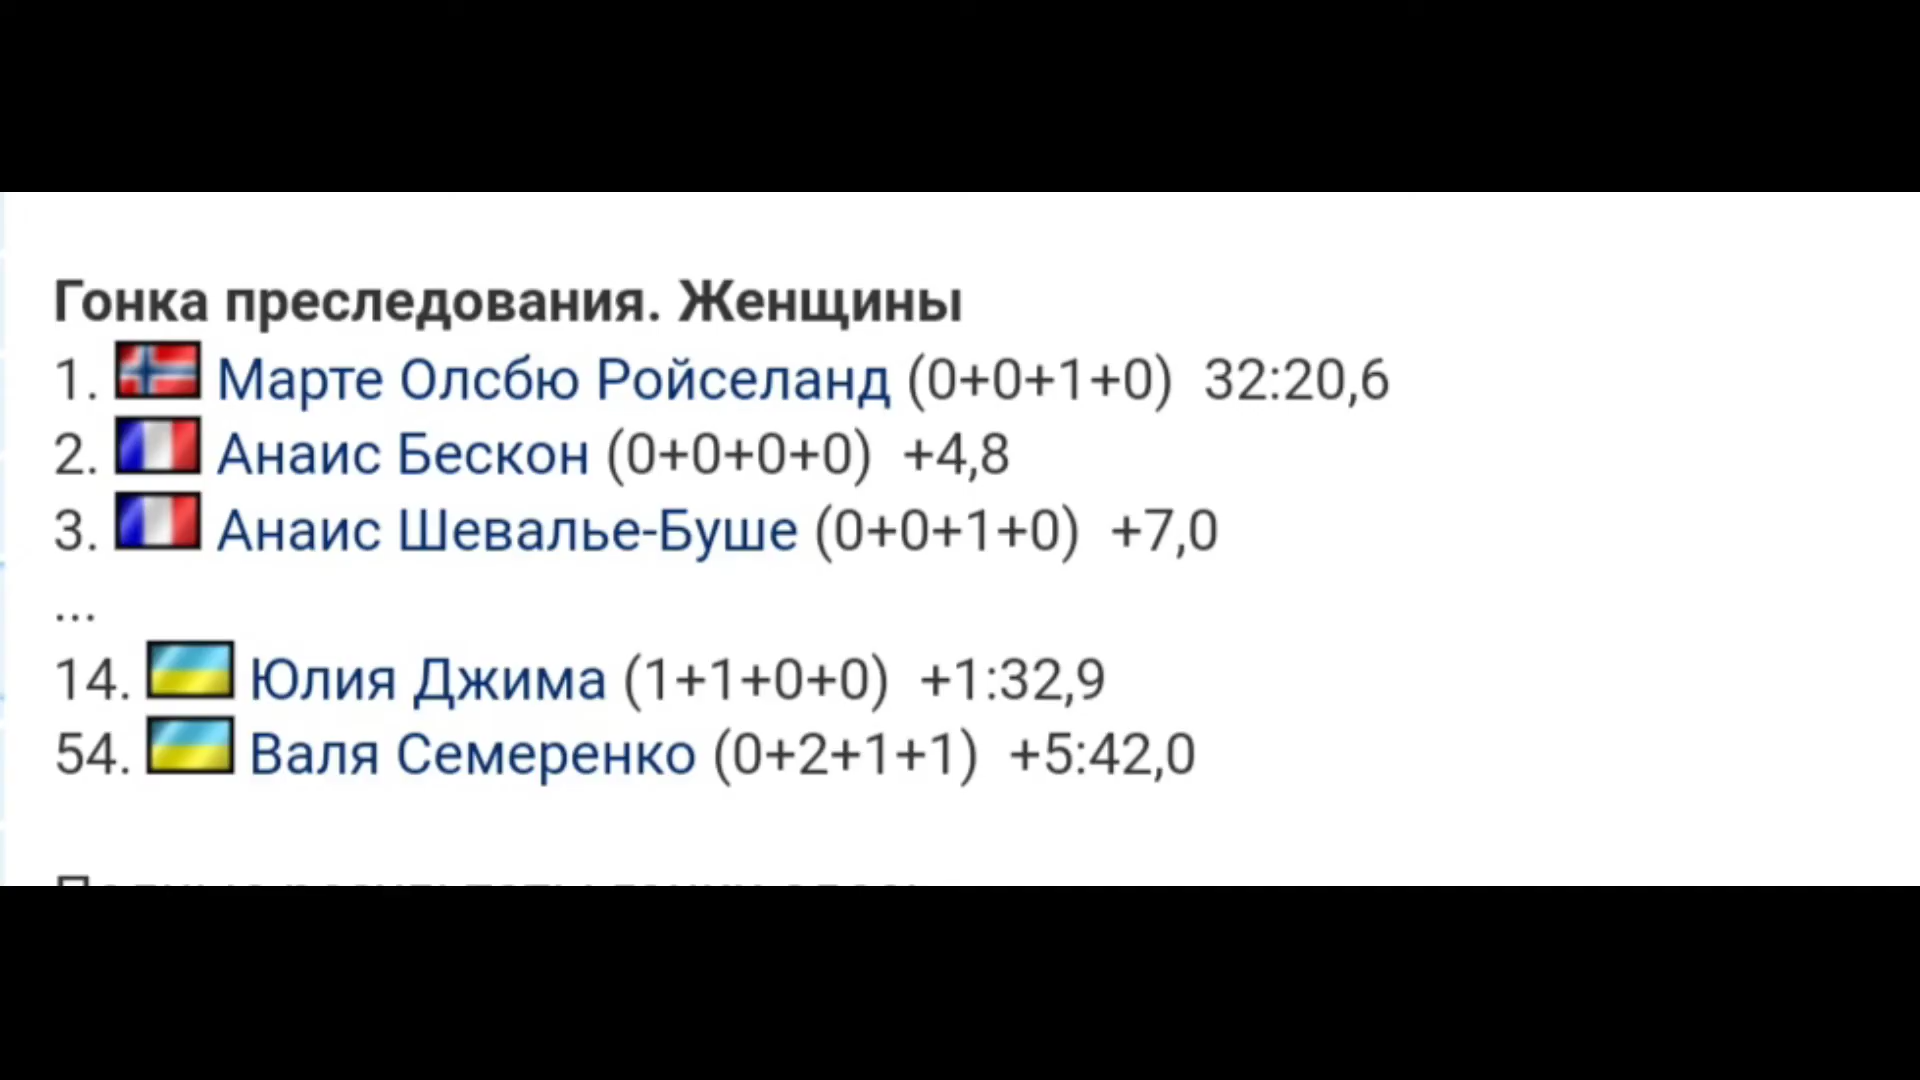 Гонка преследования. Женщины
1. Марте Олсбю Ройселанд (0+0+1+0) 32:20,6
2. Анаис Бескон (0+0+0+0) +4,8
3. Анаис Шевалье-Буше (0+0+1+0) +7,0
...
14. Юлия Джима (1+1+0+0) +1:32,9
54. Валя Семеренко (0+2+1+1) +5:42,0